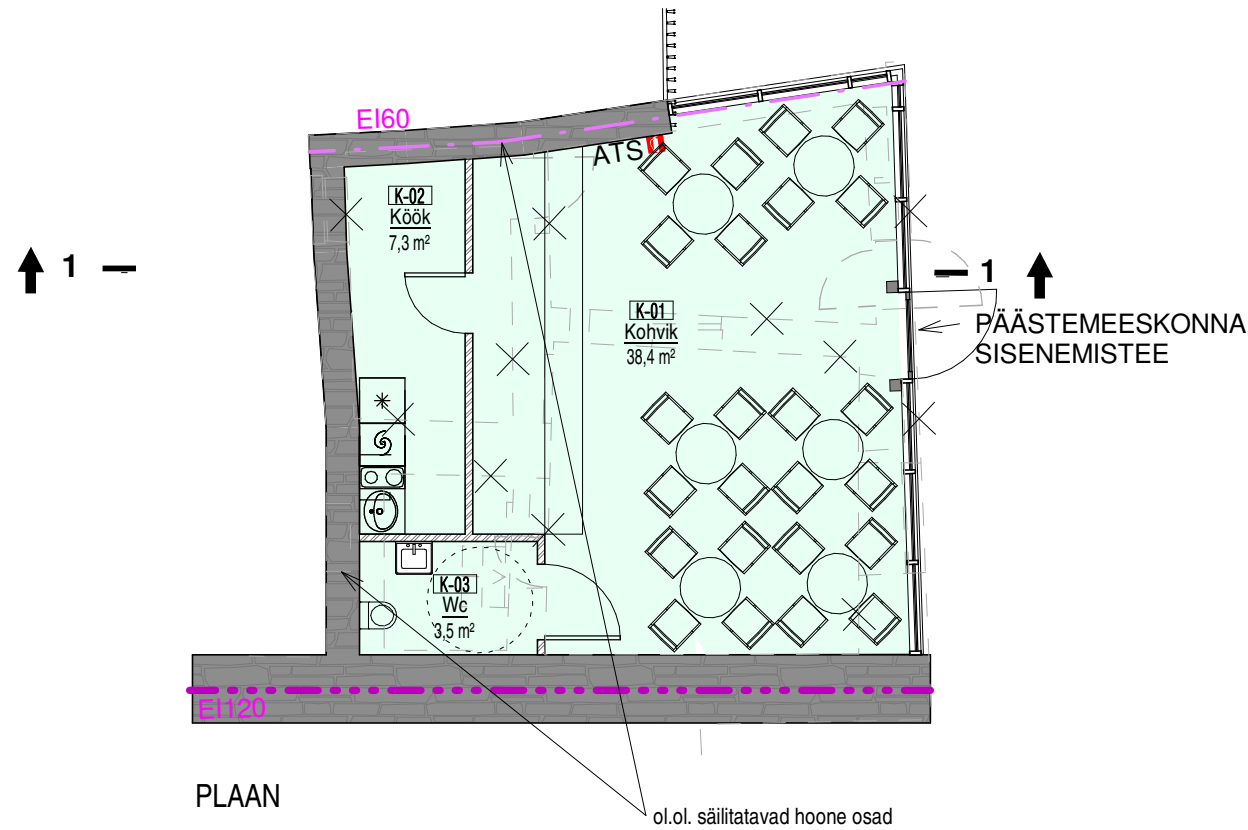 EI60
ATS
K-02
Köök
7,3 m²
1
1
K-01
Kohvik
38,4 m²
PÄÄSTEMEESKONNA
SISENEMISTEE
K-03
Wc
3,5 m²
EI120
PLAAN
ol.ol. säilitatavad hoone osad